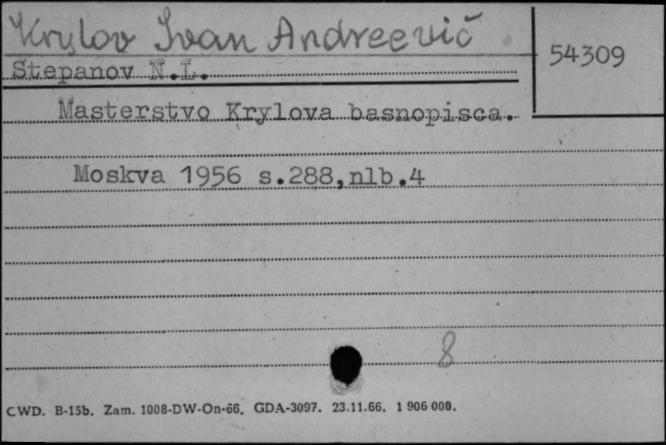 Krylov Ivan Andreevič
54309
Stepanov N.L.
Masterstvo Krylova basnopisca.
Moskva 1956 s.288,nlb.4
8
CWD. B-15b. Zam. 1008-DW-On-66. GDA-3097. 23.11.66. 1 906 000.